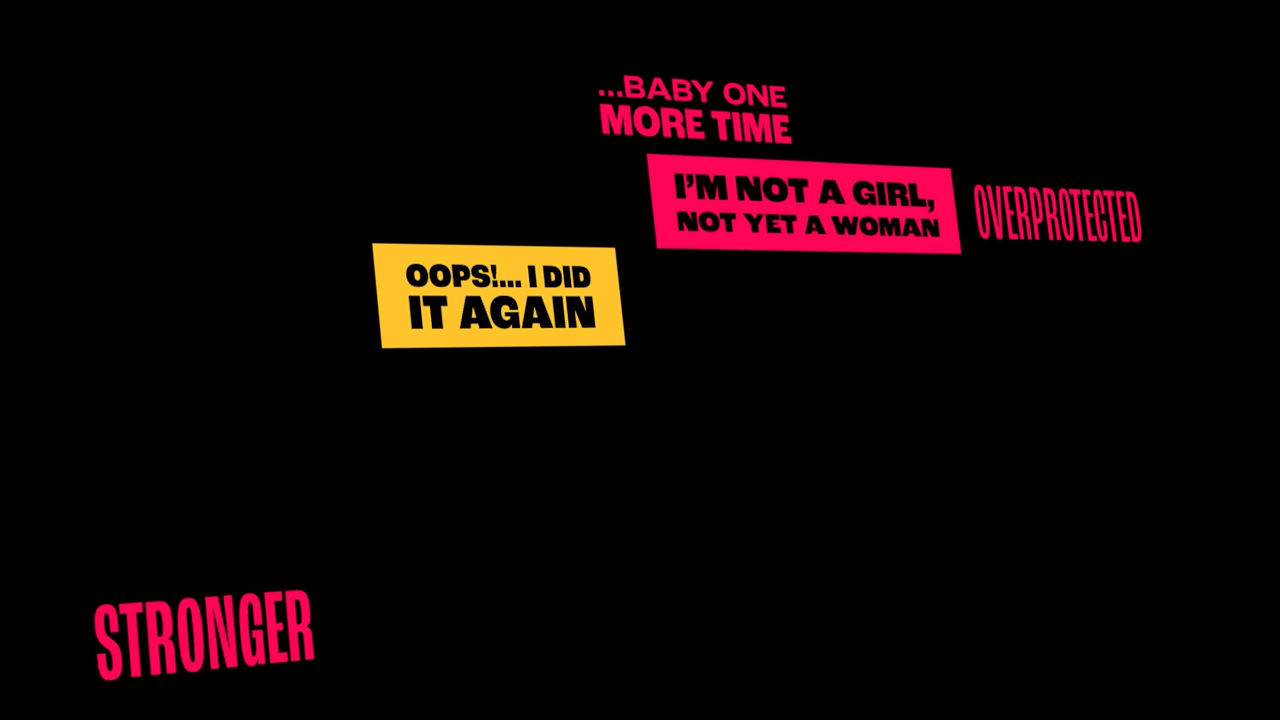 ...BABY ONE
MORE TIME
I'M NOT A GIRL,
NOT YET A WOMAN
OVERPROTECTED
OOPS!... I DID
IT AGAIN
STRONGER